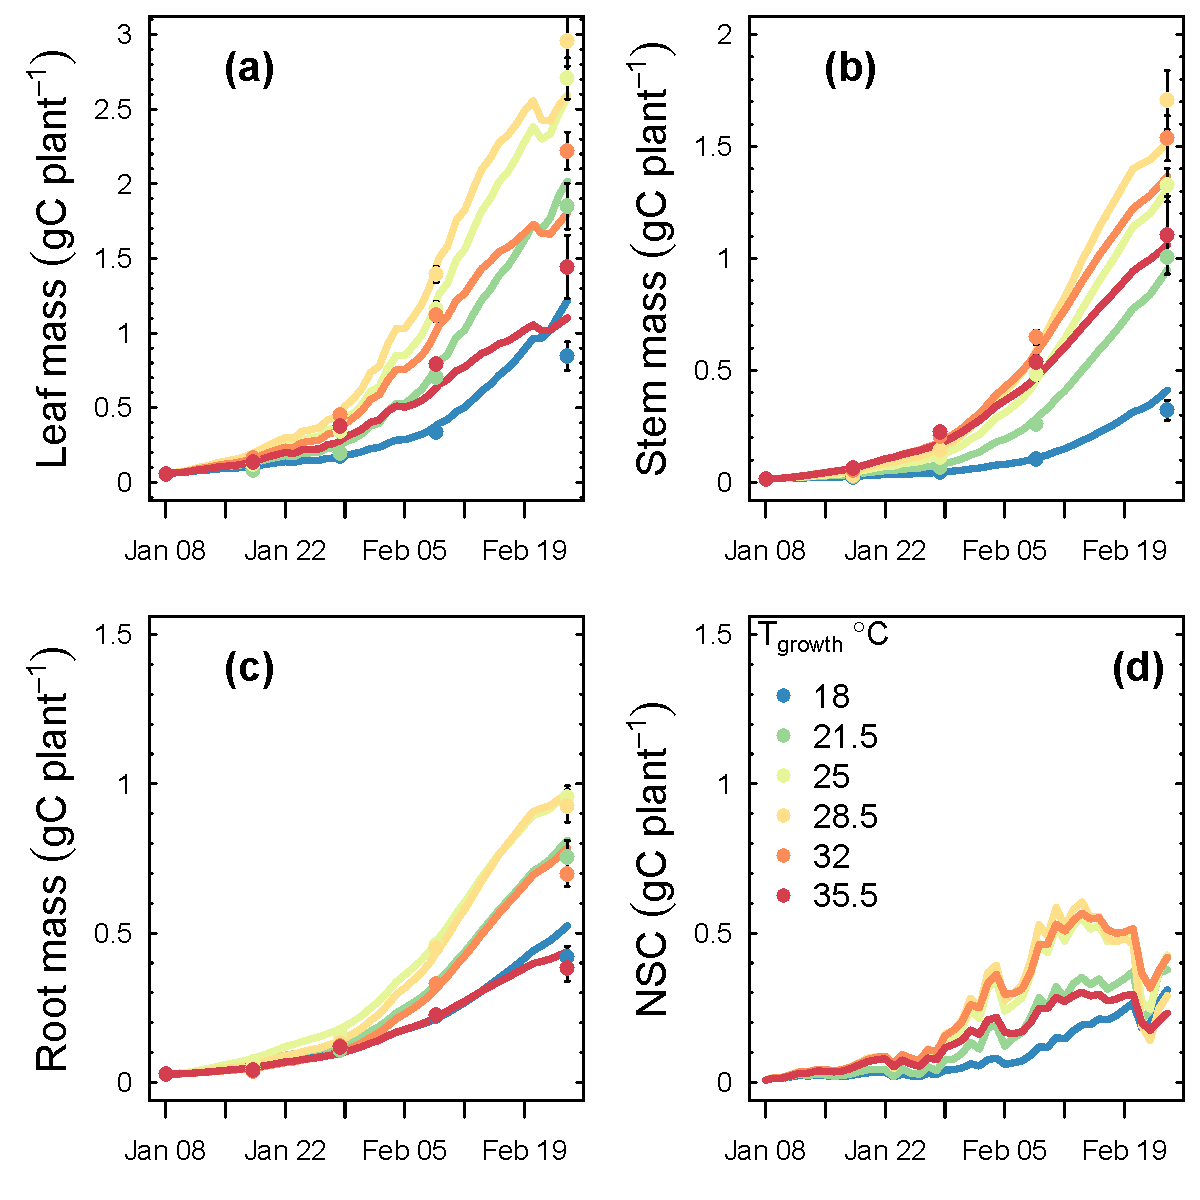 (a)
Leaf mass (gC plant⁻¹)
3
2.5
2
1.5
1
0.5
0
Jan 08 Jan 22 Feb 05 Feb 19
(b)
Stem mass (gC plant⁻¹)
2
1.5
1
0.5
0
Jan 08 Jan 22 Feb 05 Feb 19
(c)
Root mass (gC plant⁻¹)
1.5
1
0.5
0
Jan 08 Jan 22 Feb 05 Feb 19
(d)
NSC (gC plant⁻¹)
1.5
1
0.5
0
Tgrowth °C
18
21.5
25
28.5
32
35.5
Jan 08 Jan 22 Feb 05 Feb 19